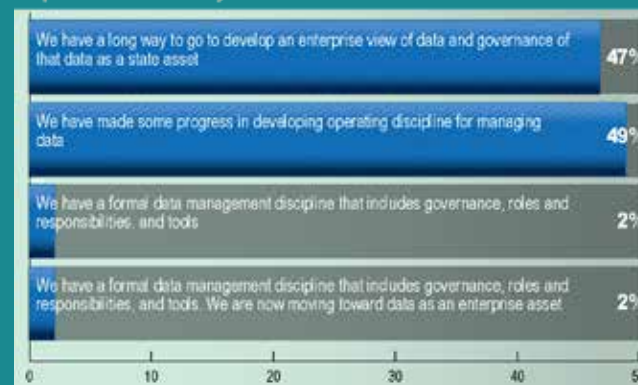 We have a long way to go to develop an enterprise view of data and governance of
that data as a state asset
47%
We have made some progress in developing operating discipline for managing
data
49%
We have a formal data management discipline that includes governance, roles and
responsibilities, and tools
2%
We have a formal data management discipline that includes governance, roles and
responsibilities, and tools. We are now moving toward data as an enterprise asset
2%
0 10 20 30 40